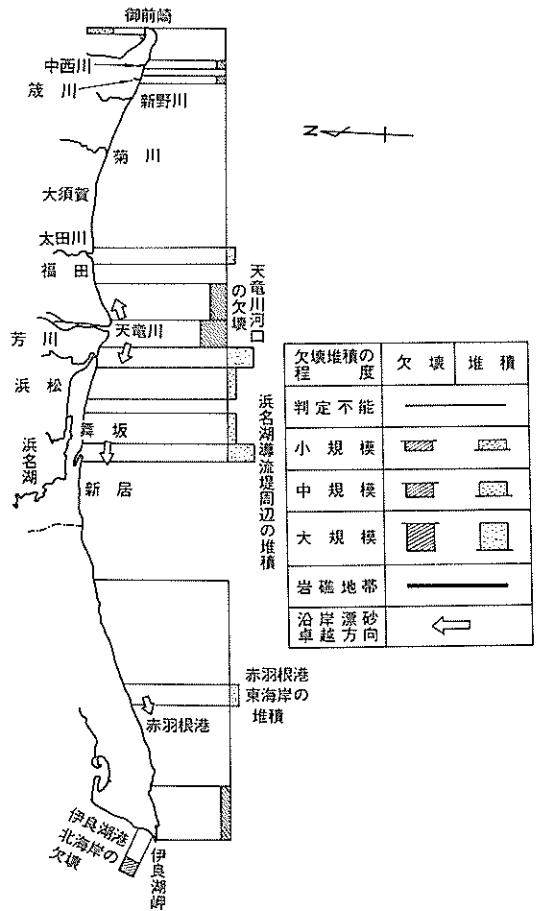 御前崎
中西川
筬川
新野川
菊川
大須賀
太田川
福田
天竜川
芳川
浜松
舞坂
浜名湖
新居
天竜川河口
の欠壊
浜名湖導流堤周辺の堆積
赤羽根港
東海岸の
堆積
赤羽根港
伊良湖港
北海岸の
欠壊
伊良湖岬
N
欠壊堆積の
程度
欠壊
堆積
判定不能
小規模
中規模
大規模
岩礁地帯
沿岸漂砂
卓越方向